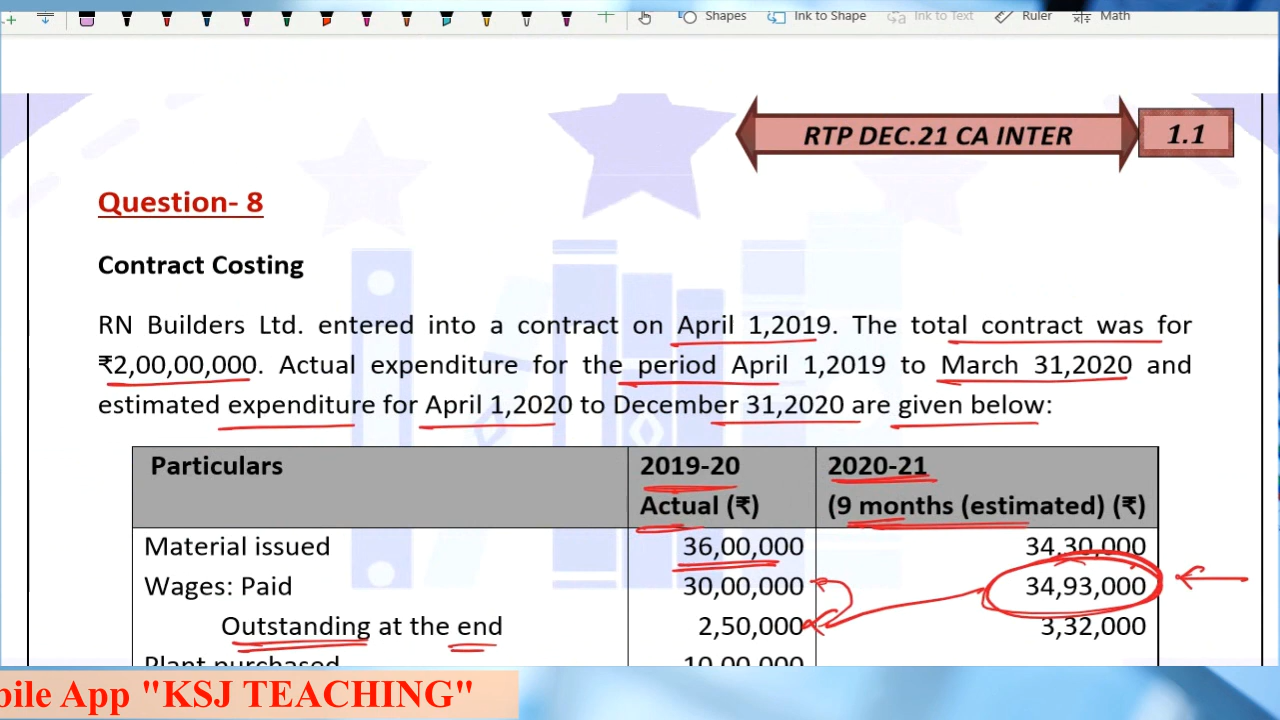 Shapes Ink to Shape Ink to Text Ruler Math
RTP DEC.21 CA INTER 1.1
Question- 8
Contract Costing
RN Builders Ltd. entered into a contract on April 1,2019. The total contract was for
₹2,00,00,000. Actual expenditure for the period April 1,2019 to March 31,2020 and
estimated expenditure for April 1,2020 to December 31,2020 are given below:
Particulars 2019-20 2020-21
Actual (₹) (9 months (estimated) (₹)
Material issued 36,00,000 34,30,000
Wages: Paid 30,00,000 34,93,000
Outstanding at the end 2,50,000 3,32,000
Plant purchased 10,00,000
bile App "KSJ TEACHING"